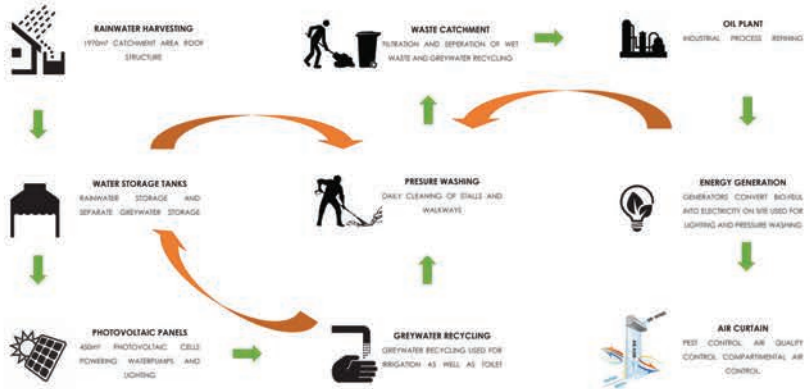 RAINWATER HARVESTING
1970m² CATCHMENT AREA ROOF
STRUCTURE
WASTE CATCHMENT
FILTRATION AND SEPERATION OF WET
WASTE AND GREYWATER RECYCLING
OIL PLANT
INDUSTRIAL PROCESS REFINING
WATER STORAGE TANKS
RAINWATER STORAGE AND
SEPARATE GREYWATER STORAGE
PRESURE WASHING
DAILY CLEANING OF STALLS AND
WALKWAYS
ENERGY GENERATION
GENERATORS CONVERT BIO-FEUL
INTO ELECTRICITY ON SITE USED FOR
LIGHTING AND PRESSURE WASHING
PHOTOVOLTAIC PANELS
450m² PHOTOVOLTAIC CELLS
POWERING WATERPUMPS AND
LIGHTING
GREYWATER RECYCLING
GREYWATER RECYCLING USED FOR
IRRIGATION AS WELL AS TOILET
AIR CURTAIN
PEST CONTROL AIR QUALITY
CONTROL COMPARTMENTAL AIR
CONTROL